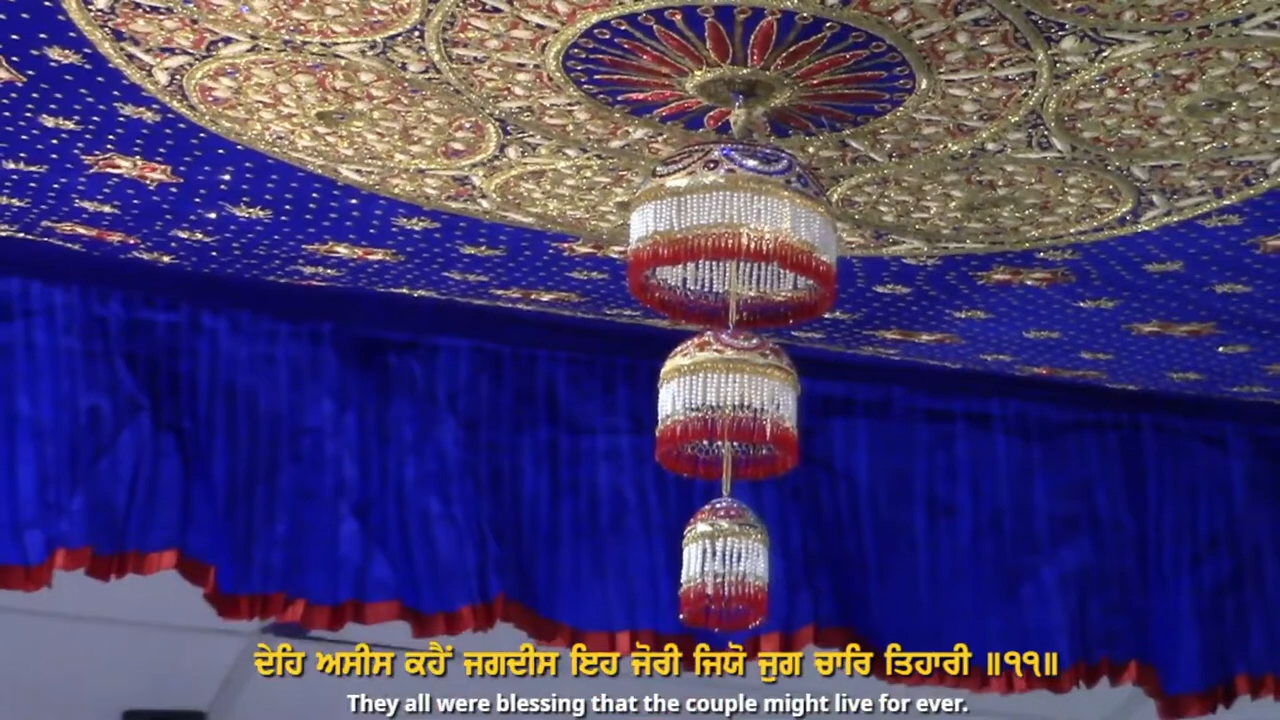 ਦੇਹਿ ਅਸੀਸ ਕਹੈਂ ਜਗਦੀਸ ਇਹ ਜੋਰੀ ਜਿਯੋ ਜੁਗ ਚਾਰਿ ਤਿਹਾਰੀ ॥੧੧॥
They all were blessing that the couple might live for ever.